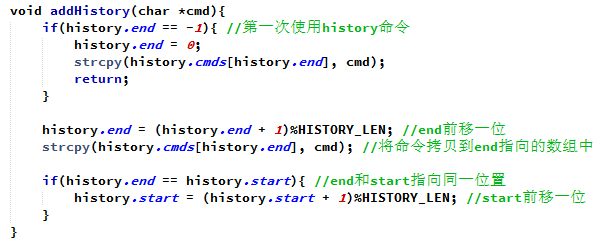 void addHistory(char *cmd){
    if(history.end == -1){ //第一次使用history命令
        history.end = 0;
        strcpy(history.cmds[history.end], cmd);
        return;
    }

    history.end = (history.end + 1)%HISTORY_LEN; //end前移一位
    strcpy(history.cmds[history.end], cmd); //将命令拷贝到end指向的数组中

    if(history.end == history.start){ //end和start指向同一位置
        history.start = (history.start + 1)%HISTORY_LEN; //start前移一位
    }
}